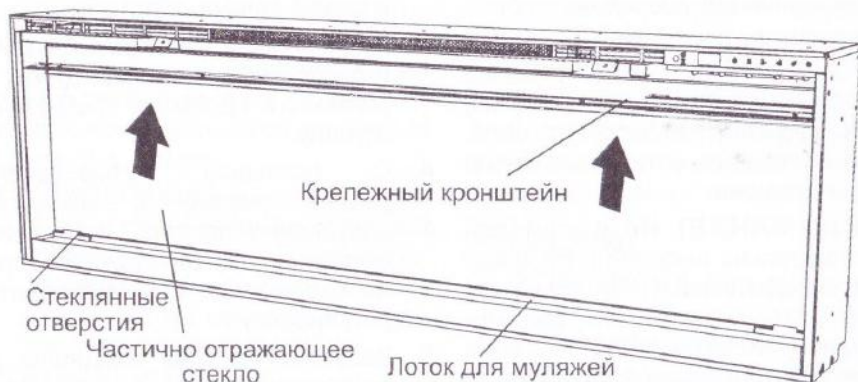 Крепежный кронштейн
Стеклянные
отверстия
Частично отражающее
стекло
Лоток для муляжей